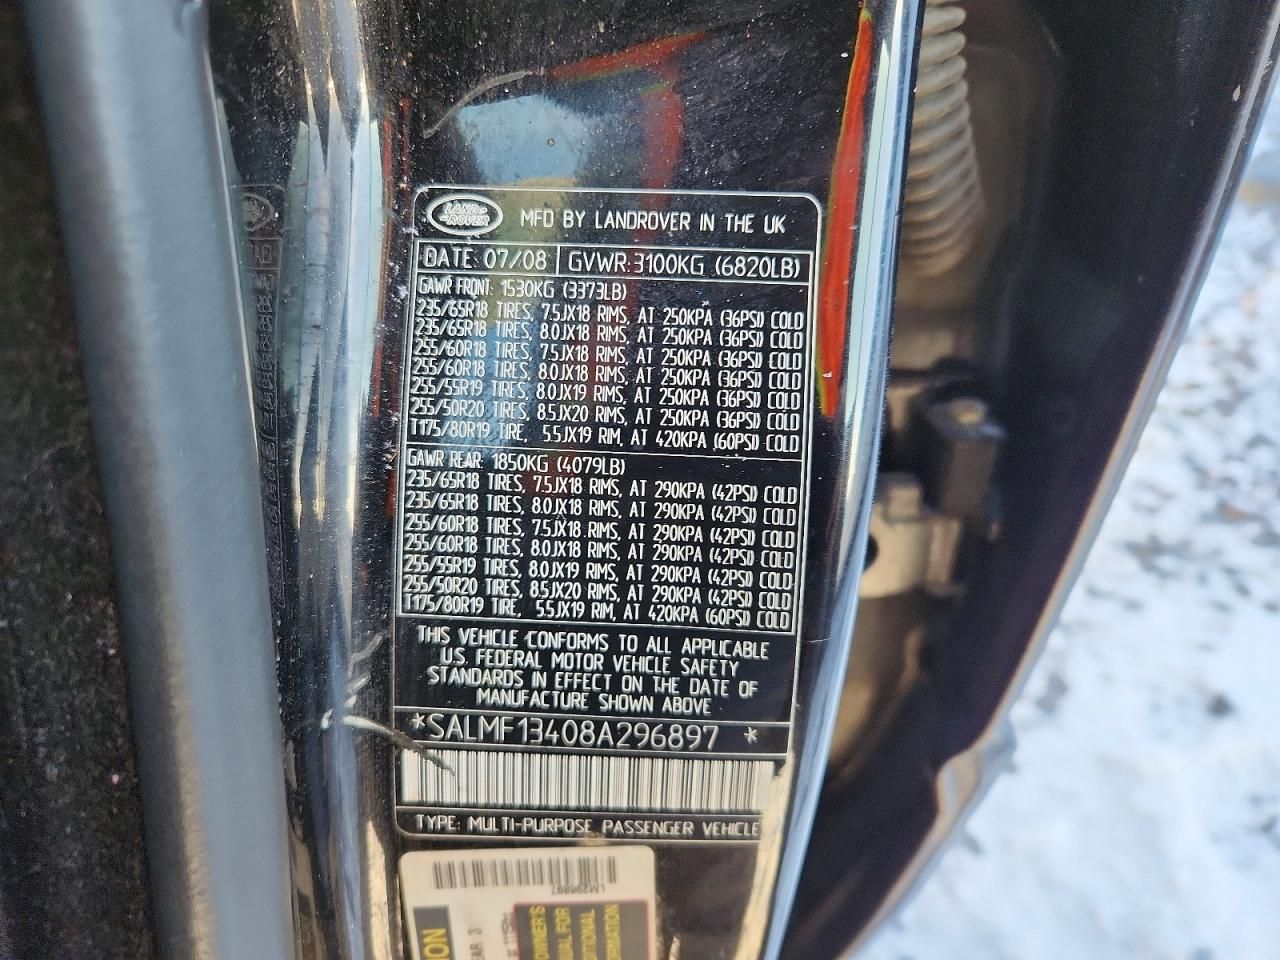 LAND-
-ROVER
MFD BY LANDROVER IN THE UK
DATE: 07/08 GVWR: 3100KG (6820LB)
GAWR FRONT: 1530KG (3373LB)
235/65R18 TIRES, 7.5JX18 RIMS, AT 250KPA (36PSI) COLD
235/65R18 TIRES, 8.0JX18 RIMS, AT 250KPA (36PSI) COLD
255/60R18 TIRES, 7.5JX18 RIMS, AT 250KPA (36PSI) COLD
255/60R18 TIRES, 8.0JX18 RIMS, AT 250KPA (36PSI) COLD
255/55R19 TIRES, 8.0JX19 RIMS, AT 250KPA (36PSI) COLD
255/50R20 TIRES, 8.5JX20 RIMS, AT 250KPA (36PSI) COLD
T175/80R19 TIRE, 5.5JX19 RIM, AT 420KPA (60PSI) COLD
GAWR REAR: 1850KG (4079LB)
235/65R18 TIRES, 7.5JX18 RIMS, AT 290KPA (42PSI) COLD
235/65R18 TIRES, 8.0JX18 RIMS, AT 290KPA (42PSI) COLD
255/60R18 TIRES, 7.5JX18 RIMS, AT 290KPA (42PSI) COLD
255/60R18 TIRES, 8.0JX18 RIMS, AT 290KPA (42PSI) COLD
255/55R19 TIRES, 8.0JX19 RIMS, AT 290KPA (42PSI) COLD
255/50R20 TIRES, 8.5JX20 RIMS, AT 290KPA (42PSI) COLD
T175/80R19 TIRE, 5.5JX19 RIM, AT 420KPA (60PSI) COLD
THIS VEHICLE CONFORMS TO ALL APPLICABLE
U.S. FEDERAL MOTOR VEHICLE SAFETY
STANDARDS IN EFFECT ON THE DATE OF
MANUFACTURE SHOWN ABOVE
*SALMF13408A296897 *
TYPE: MULTI-PURPOSE PASSENGER VEHICLE
LM296897
OWNER'S